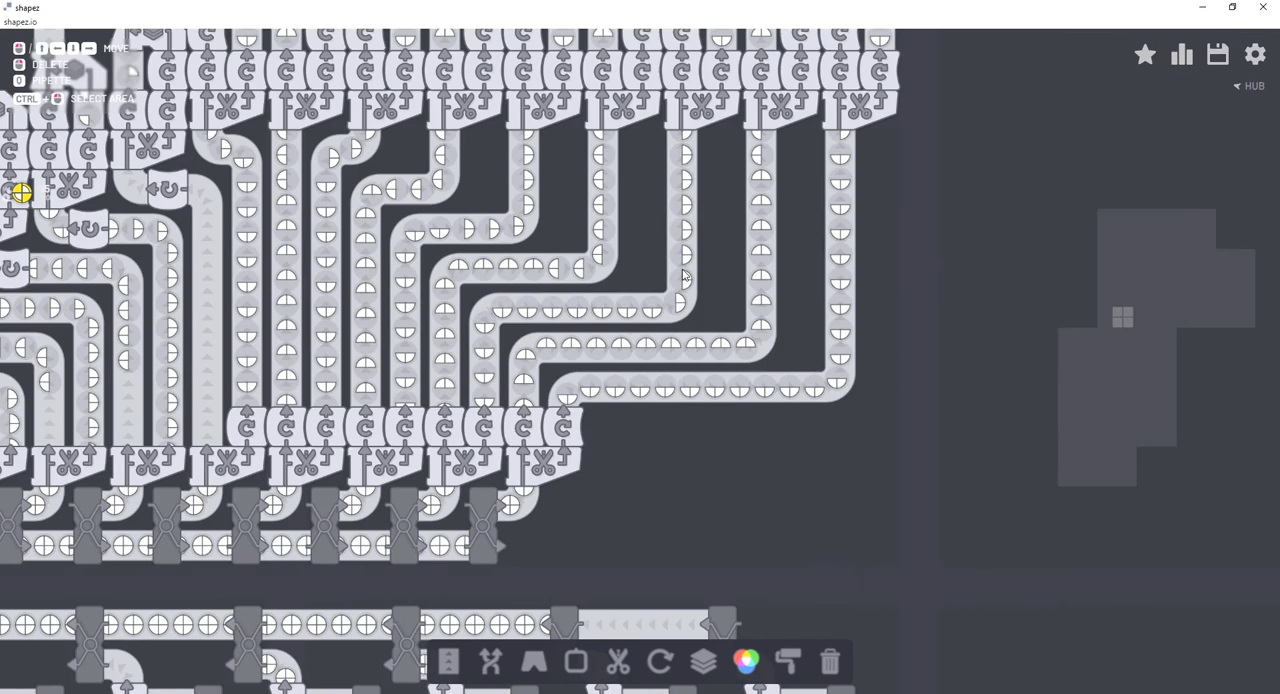 shapez
shapez.io
/ MOVE
DELETE
Q PIPETTE
CTRL + SELECT AREA
HUB